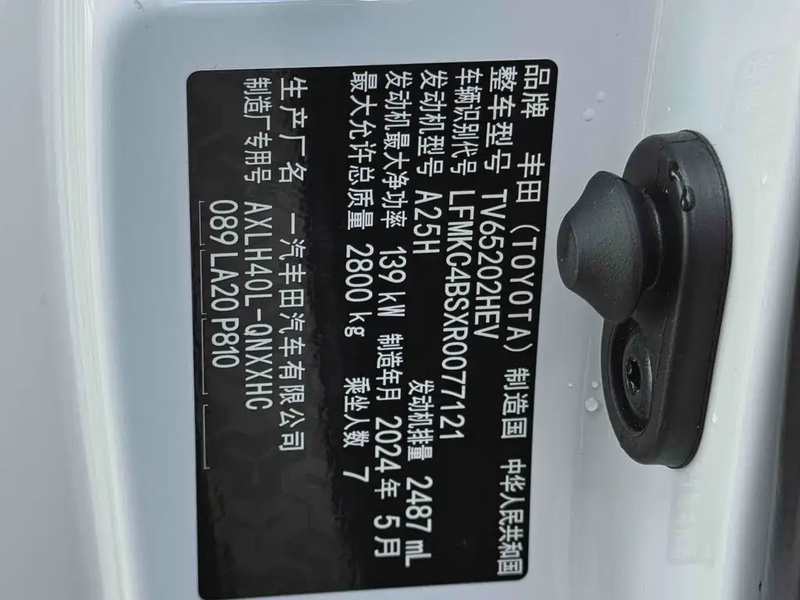 品牌 丰田（TOYOTA） 制造国 中华人民共和国
整车型号 TV65202HEV
车辆识别代号 LFMKC4BSXR0077121
发动机型号 A25H 发动机排量 2487 mL
发动机最大净功率 139 kW 制造年月 2024 年 5 月
最大允许总质量 2800 kg 乘坐人数 7
生产厂名 一汽丰田汽车有限公司
制造厂专用号 AXLH40L-QNXXHC
089 LA20 P810